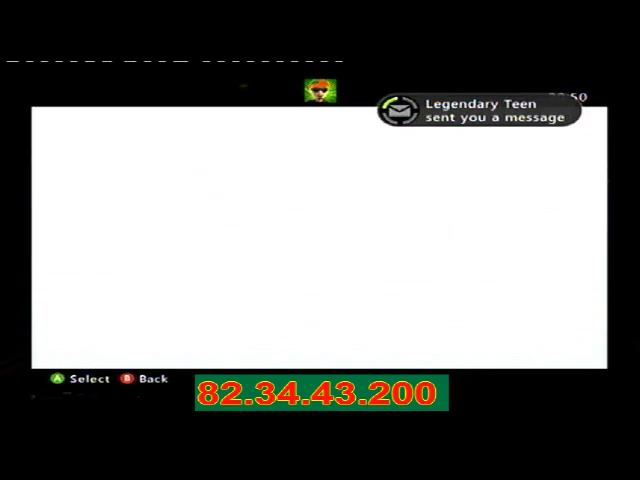 Legendary Teen
sent you a message
Select
Back
82.34.43.200